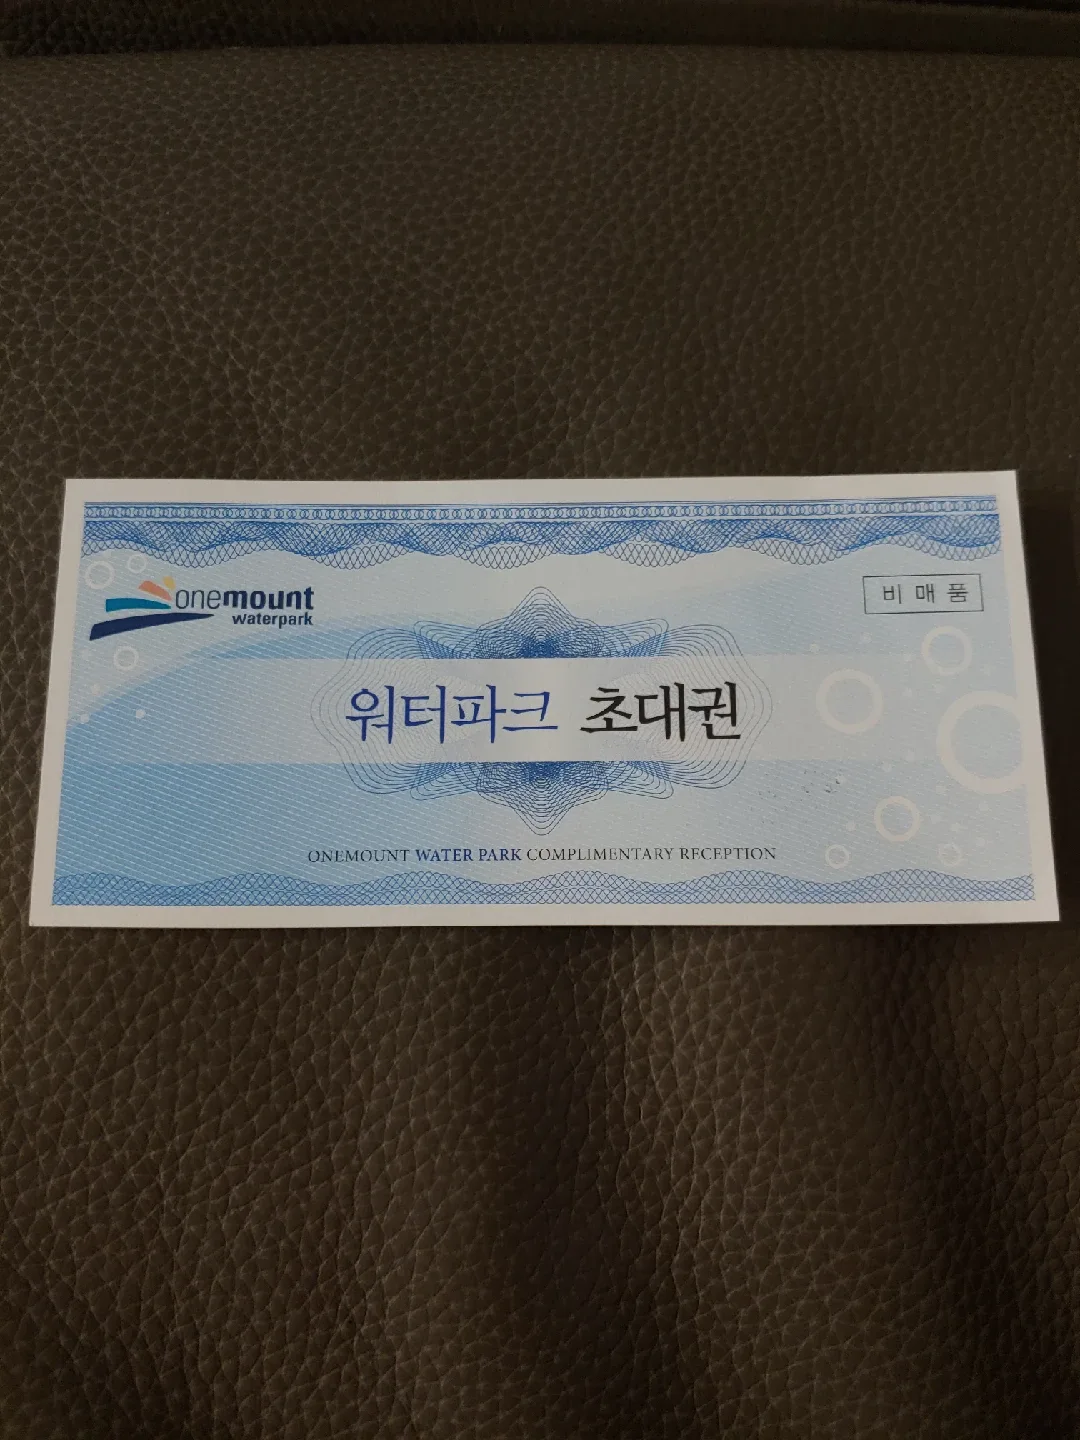 onemount
waterpark
비매품
워터파크 초대권
ONEMOUNT WATER PARK COMPLIMENTARY RECEPTION